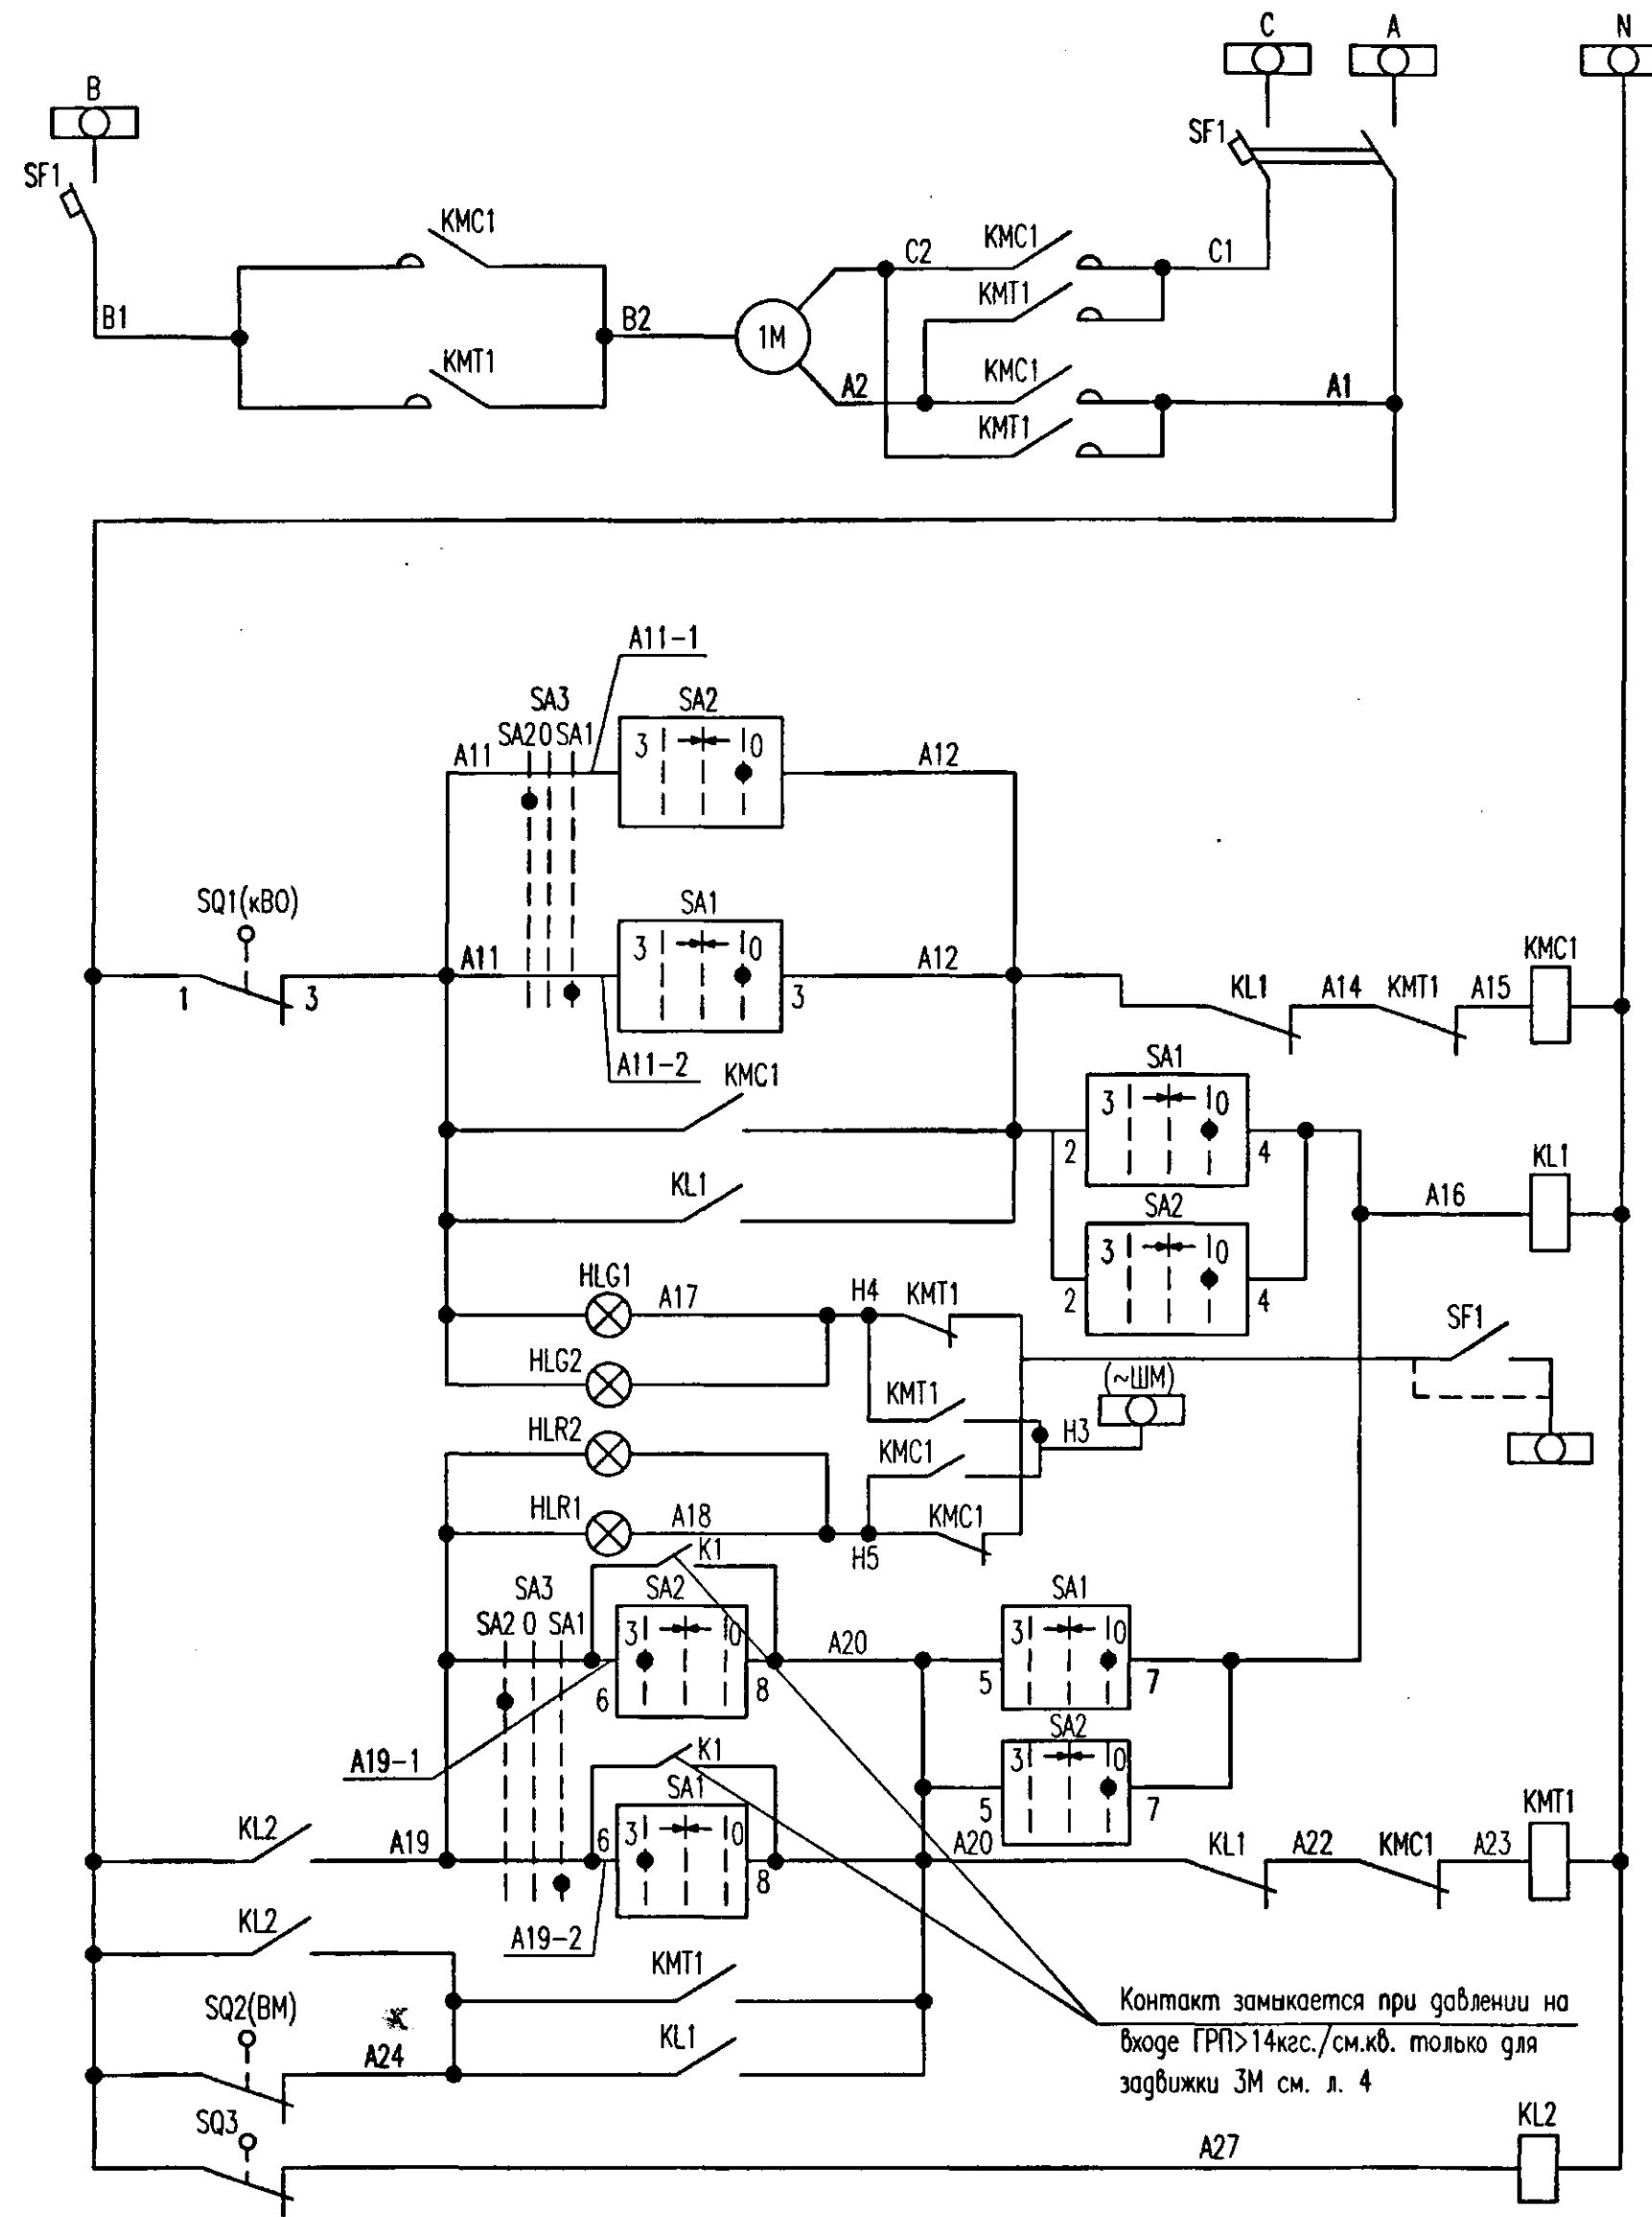 C A N
B
SF1
SF1
KMC1
C2 KMC1 C1
KMT1
B1 B2 1M
KMT1
A2 KMC1 A1
KMT1
A11-1
SA3 SA2
SA2 0 SA1
A11 3 0 A12
SQ1(кВО)
SA1
A11 3 0 A12
1 3 3
KL1 A14 KMT1 A15 KMC1
A11-2 KMC1
SA1
3 0
2 4
KL1
KL1
A16
SA2
3 0
2 4
HLG1 A17 H4 KMT1
SF1
HLG2
(~ШМ)
KMT1
H3
HLR2
KMC1
HLR1 A18 KMC1
H5
K1
SA3 SA2 SA1
SA2 0 SA1 3 0 A20 3 0
6 8 5 7
A19-1
K1
SA2
3 0
5 7
SA1
KL2 A19 6 3 0 8 A20 KL1 A22 KMC1 A23 KMT1
A19-2
KL2
KMT1
SQ2(ВМ)
A24
KL1
Контакт замыкается при давлении на
входе ГРП>14кгс./см.кв. только для
задвижки 3М см. л. 4
SQ3
A27 KL2